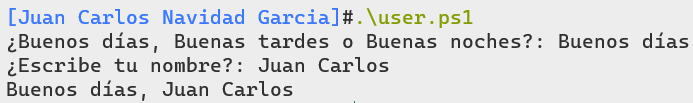 [Juan Carlos Navidad Garcia]#.\user.ps1
¿Buenos días, Buenas tardes o Buenas noches?: Buenos días
¿Escribe tu nombre?: Juan Carlos
Buenos días, Juan Carlos